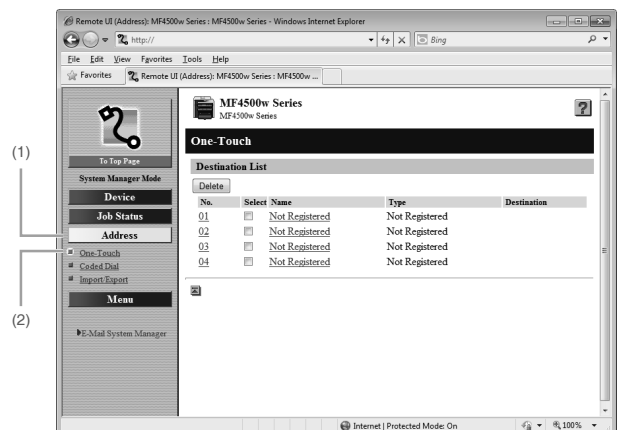 Remote UI (Address): MF4500w Series : MF4500w Series - Windows Internet Explorer
http://
Bing
File Edit View Favorites Tools Help
Favorites
Remote UI (Address): MF4500w Series : MF4500w ...
MF4500w Series
MF4500w Series
?
To Top Page
One-Touch
(1)
System Manager Mode
Device
Job Status
Address
One-Touch
Coded Dial
Import/Export
Menu
(2)
E-Mail System Manager
Destination List
Delete
No. Select Name Type Destination
01 Not Registered Not Registered
02 Not Registered Not Registered
03 Not Registered Not Registered
04 Not Registered Not Registered
Internet | Protected Mode: On
100%